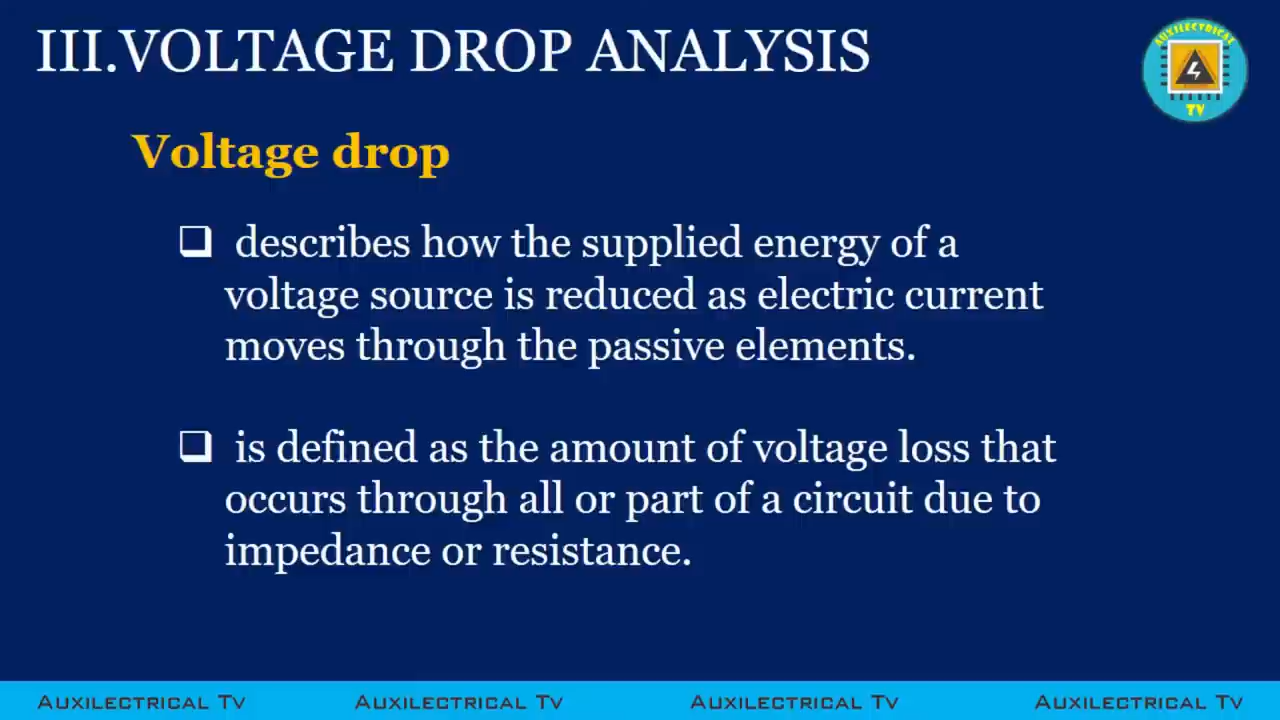 III.VOLTAGE DROP ANALYSIS
AUXILECTRICAL
TV
Voltage drop
describes how the supplied energy of a
voltage source is reduced as electric current
moves through the passive elements.
is defined as the amount of voltage loss that
occurs through all or part of a circuit due to
impedance or resistance.
Auxilectrical Tv Auxilectrical Tv Auxilectrical Tv Auxilectrical Tv